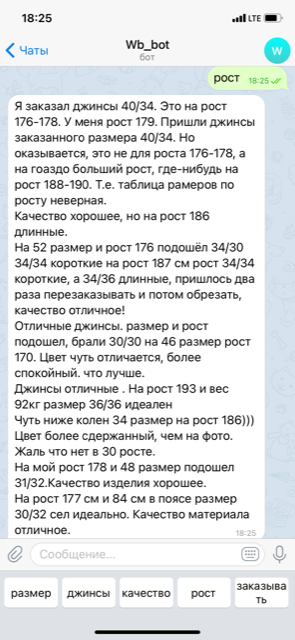 18:25
LTE
Чаты
Wb_bot
бот
W
рост 18:25
Я заказал джинсы 40/34. Это на рост
176-178. У меня рост 179. Пришли джинсы
заказанного размера 40/34. Но
оказывается, это не для роста 176-178, а
на гоаздо больший рост, где-нибудь на
рост 188-190. Т.е. таблица рамеров по
росту неверная.
Качество хорошее, но на рост 186
длинные.
На 52 размер и рост 176 подошёл 34/30
34/34 короткие на рост 187 см рост 34/34
короткие, а 34/36 длинные, пришлось два
раза перезаказывать и потом обрезать,
качество отличное!
Отличные джинсы. размер и рост
подошел, брали 30/30 на 46 размер рост
170. Цвет чуть отличается, более
спокойный. что лучше.
Джинсы отличные . На рост 193 и вес
92кг размер 36/36 идеален
Чуть ниже колен 34 размер на рост 186)))
Цвет более сдержанный, чем на фото.
Жаль что нет в 30 росте.
На мой рост 178 и 48 размер подошел
31/32.Качество изделия хорошее.
На рост 177 см и 84 см в поясе размер
30/32 сел идеально. Качество материала
отличное.
18:25
Сообщение...
размер
джинсы
качество
рост
заказыва
ть